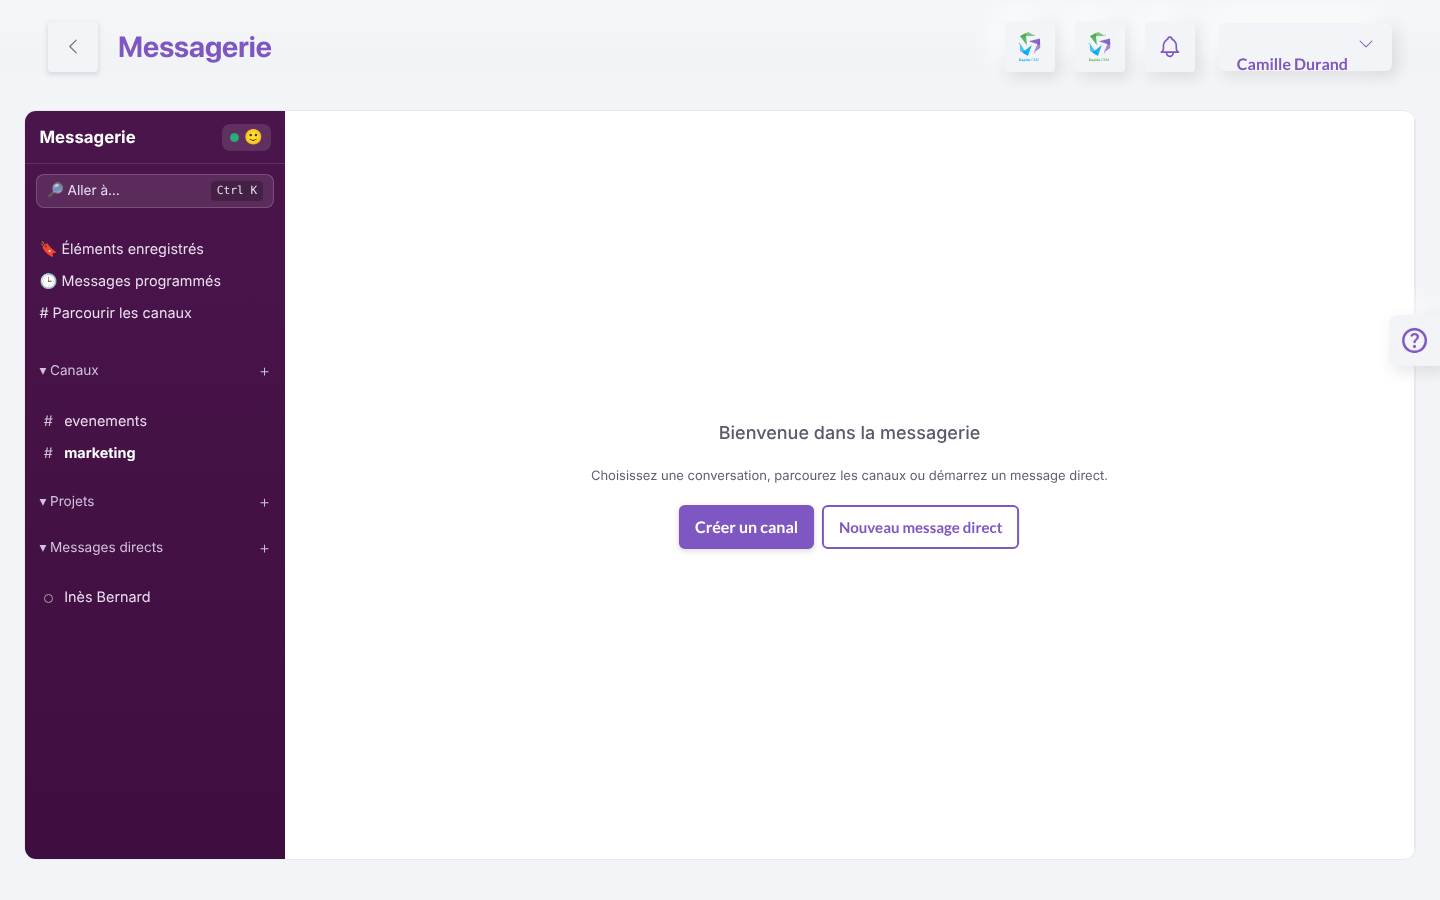 Messagerie
Camille Durand
Messagerie
Aller à...
Ctrl K
Éléments enregistrés
Messages programmés
# Parcourir les canaux
▾ Canaux +
# evenements
# marketing
▾ Projets +
▾ Messages directs +
Inès Bernard
Bienvenue dans la messagerie
Choisissez une conversation, parcourez les canaux ou démarrez un message direct.
Créer un canal
Nouveau message direct